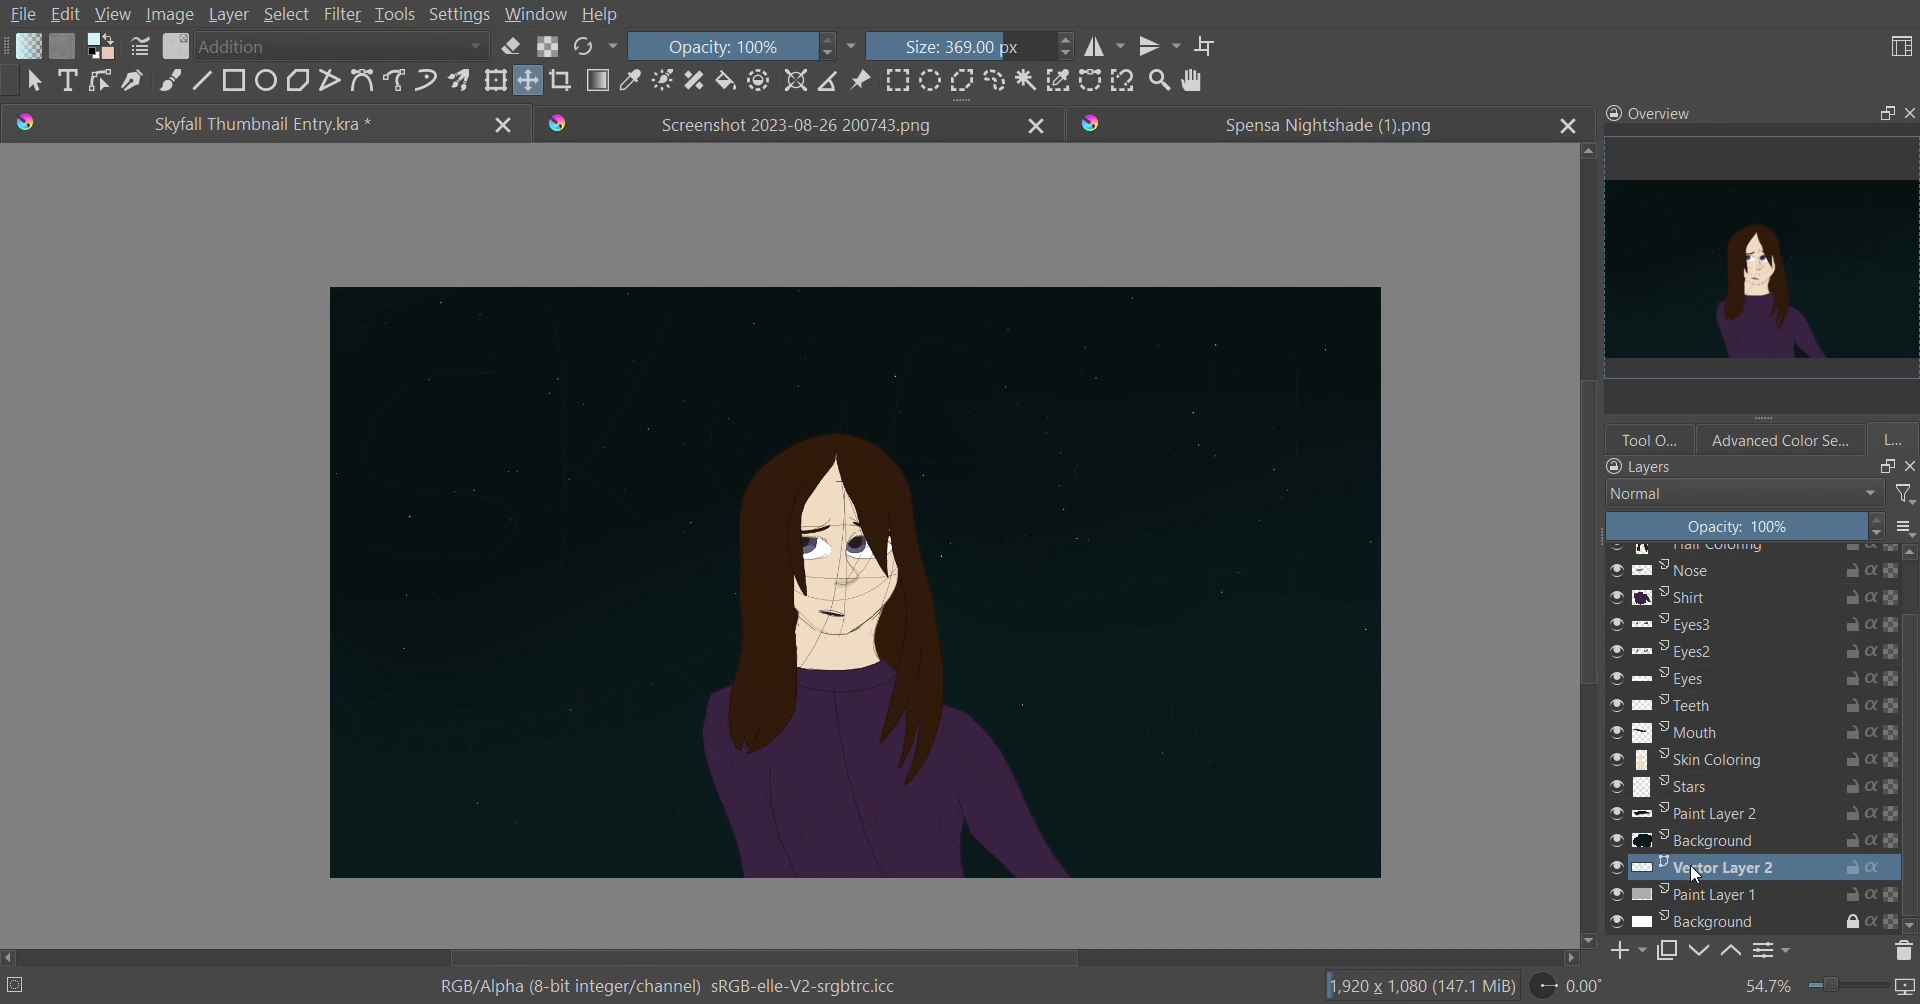 File Edit View Image Layer Select Filter Tools Settings Window Help
Addition Opacity: 100% Size: 369.00 px
Skyfall Thumbnail Entry.kra * Screenshot 2023-08-26 200743.png Spensa Nightshade (1).png
Overview
Tool O... Advanced Color Se... L...
Layers
Normal
Opacity: 100%
Hair Coloring
Nose
Shirt
Eyes3
Eyes2
Eyes
Teeth
Mouth
Skin Coloring
Stars
Paint Layer 2
Background
Vector Layer 2
Paint Layer 1
Background
RGB/Alpha (8-bit integer/channel) sRGB-elle-V2-srgbtrc.icc 1,920 x 1,080 (147.1 MiB) 0.00° 54.7%